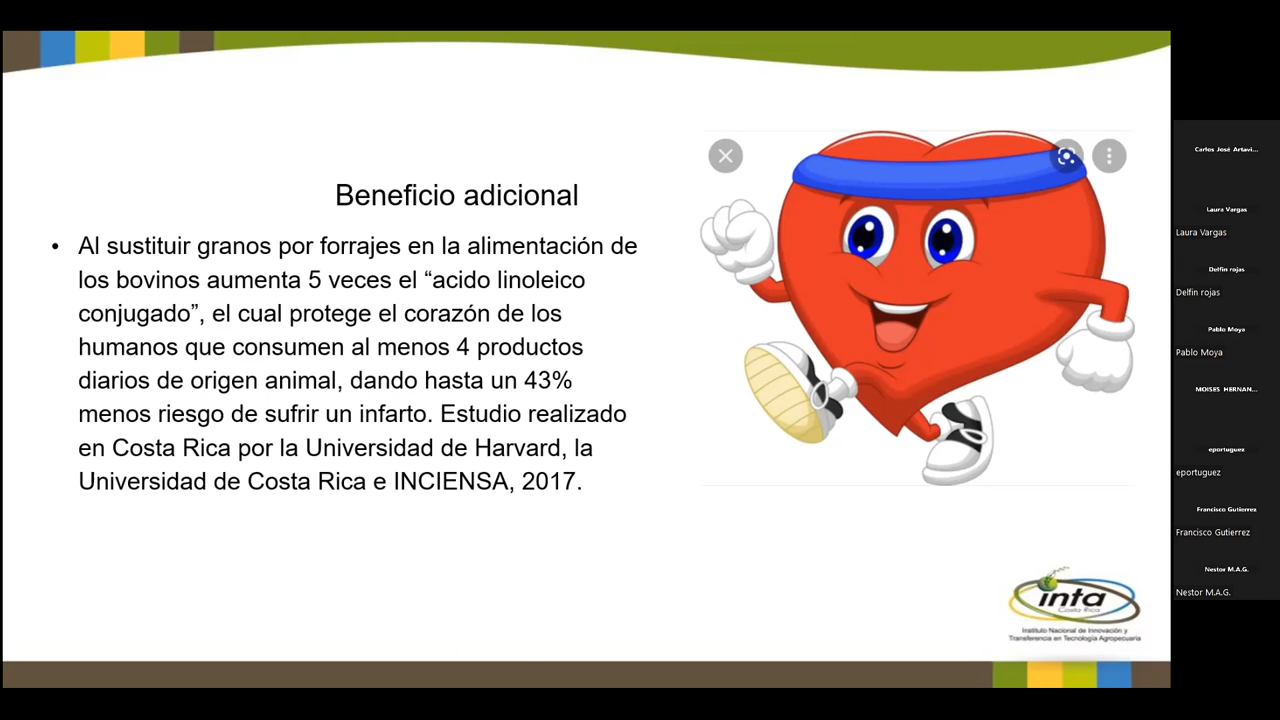 Beneficio adicional
• Al sustituir granos por forrajes en la alimentación de
los bovinos aumenta 5 veces el “acido linoleico
conjugado”, el cual protege el corazón de los
humanos que consumen al menos 4 productos
diarios de origen animal, dando hasta un 43%
menos riesgo de sufrir un infarto. Estudio realizado
en Costa Rica por la Universidad de Harvard, la
Universidad de Costa Rica e INCIENSA, 2017.
inta
Costa Rica
Instituto Nacional de Innovación y
Transferencia en Tecnología Agropecuaria
Carlos José Artavi...
Laura Vargas
Laura Vargas
Delfin rojas
Delfin rojas
Pablo Moya
Pablo Moya
MOISES HERNAN...
eportuguez
eportuguez
Francisco Gutierrez
Francisco Gutierrez
Nestor M.A.G.
Nestor M.A.G.